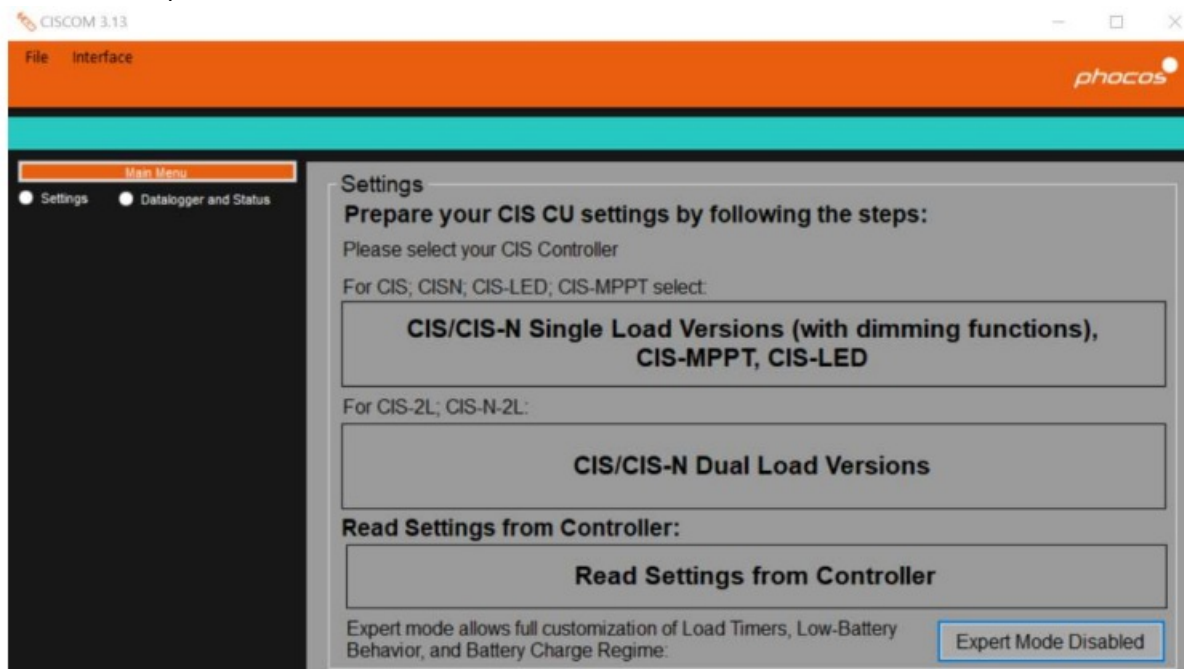 CISCOM 3.13
File Interface
phocos
Main Menu
Settings Datalogger and Status
Settings
Prepare your CIS CU settings by following the steps:
Please select your CIS Controller
For CIS; CISN; CIS-LED; CIS-MPPT select:
CIS/CIS-N Single Load Versions (with dimming functions),
CIS-MPPT, CIS-LED
For CIS-2L; CIS-N-2L:
CIS/CIS-N Dual Load Versions
Read Settings from Controller:
Read Settings from Controller
Expert mode allows full customization of Load Timers, Low-Battery
Behavior, and Battery Charge Regime:
Expert Mode Disabled